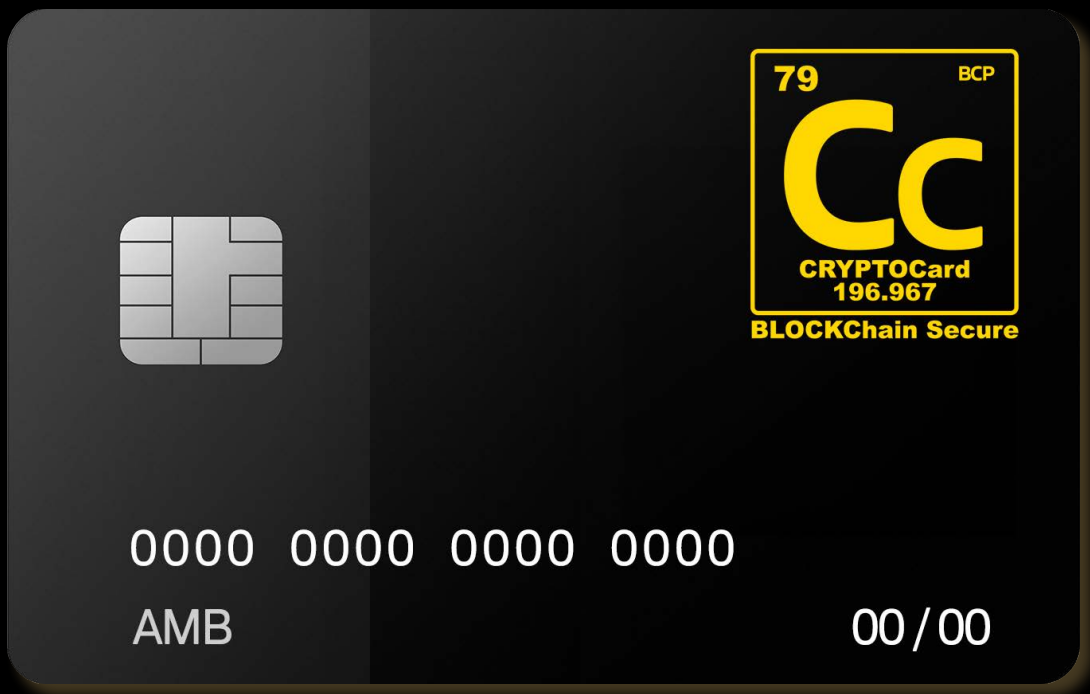 79 BCP
Cc
CRYPTOCard
196.967
BLOCKChain Secure
0000 0000 0000 0000
AMB 00/00